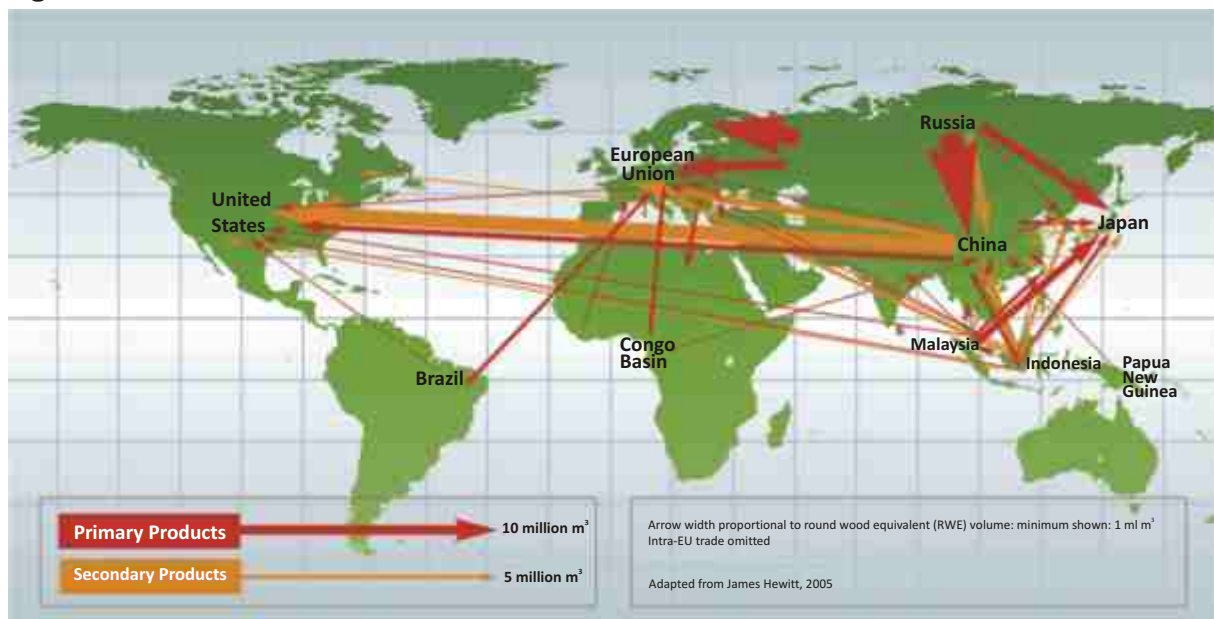 Russia
European
Union
United
States
Japan
China
Malaysia
Congo
Basin
Indonesia
Papua
New
Guinea
Brazil
Primary Products
10 million m³
Secondary Products
5 million m³
Arrow width proportional to round wood equivalent (RWE) volume: minimum shown: 1 ml m³
Intra-EU trade omitted
Adapted from James Hewitt, 2005